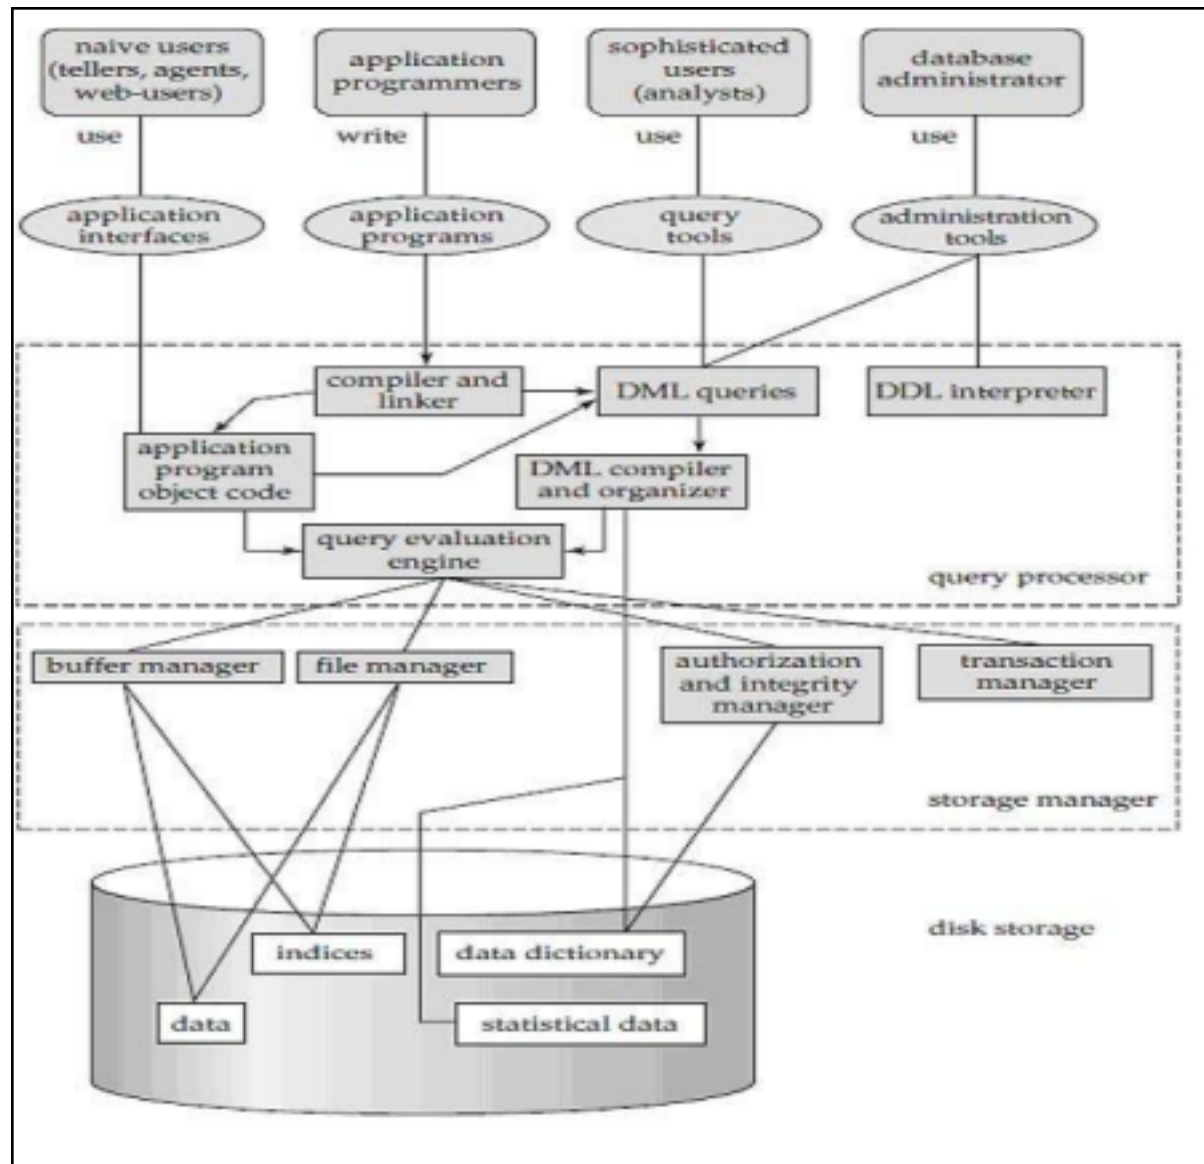 naive users
(tellers, agents,
web-users)
application
programmers
sophisticated
users
(analysts)
database
administrator
use
write
use
use
application
interfaces
application
programs
query
tools
administration
tools
compiler and
linker
DML queries
DDL interpreter
application
program
object code
DML compiler
and organizer
query evaluation
engine
query processor
buffer manager
file manager
authorization
and integrity
manager
transaction
manager
storage manager
disk storage
indices
data dictionary
data
statistical data